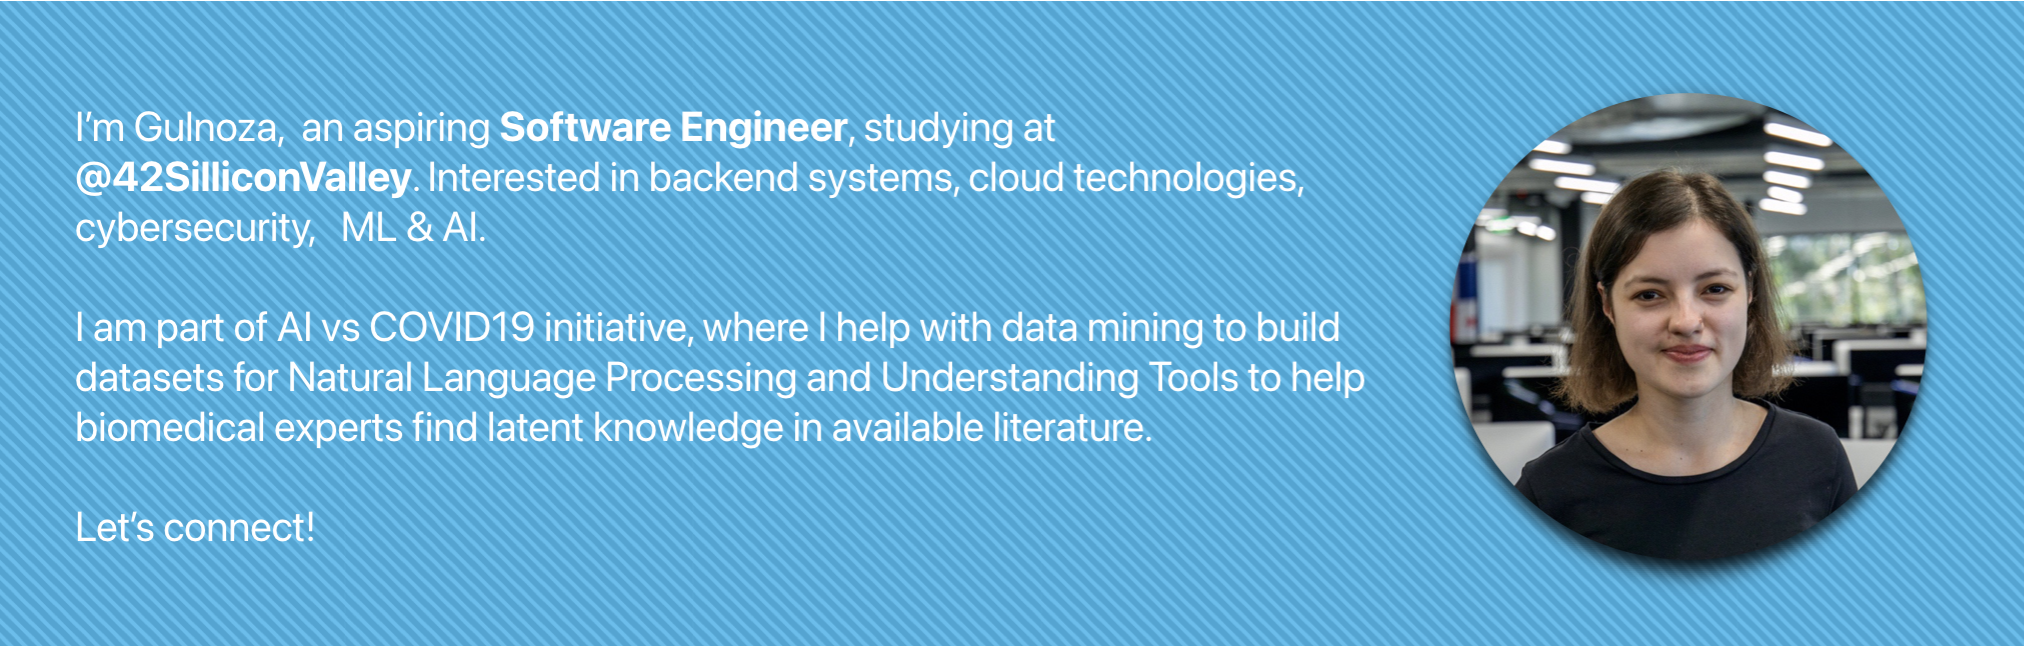 I’m Gulnoza,  an aspiring Software Engineer, studying at
@42SilliconValley. Interested in backend systems, cloud technologies,
cybersecurity,   ML & AI.
I am part of AI vs COVID19 initiative, where I help with data mining to build
datasets for Natural Language Processing and Understanding Tools to help
biomedical experts find latent knowledge in available literature.
Let’s connect!